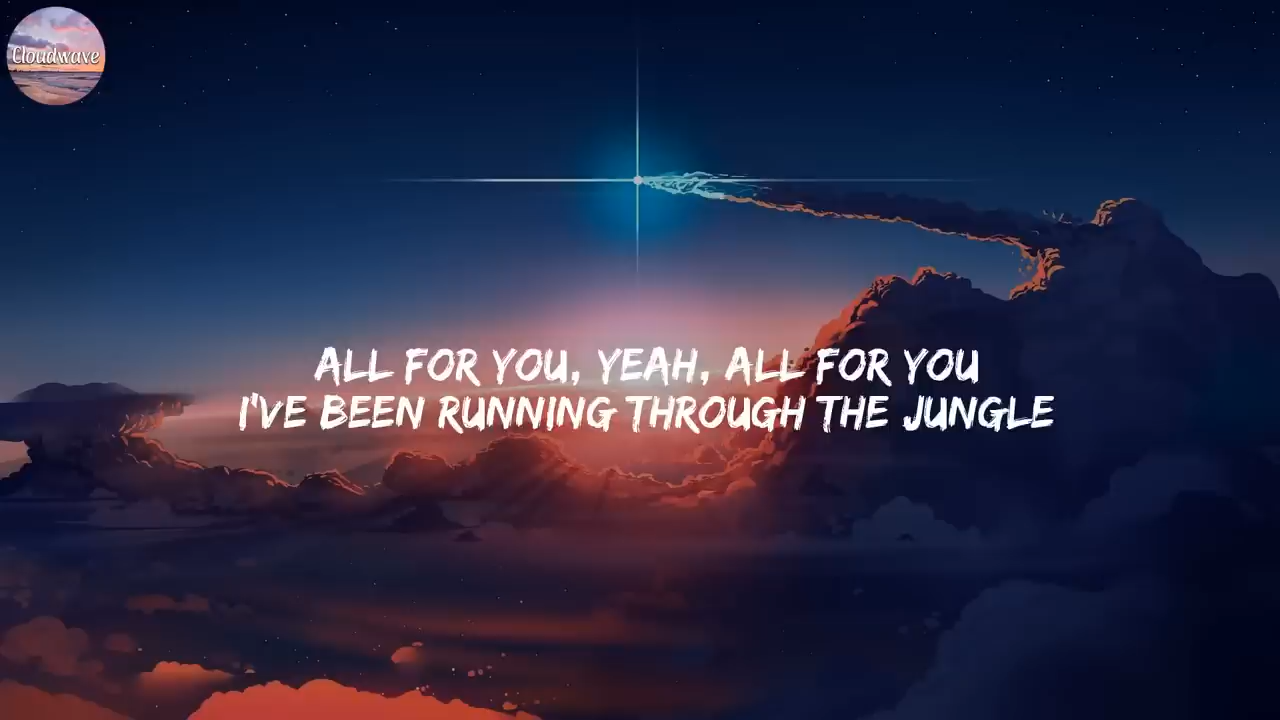 Cloudwave
ALL FOR YOU, YEAH, ALL FOR YOU
I'VE BEEN RUNNING THROUGH THE JUNGLE